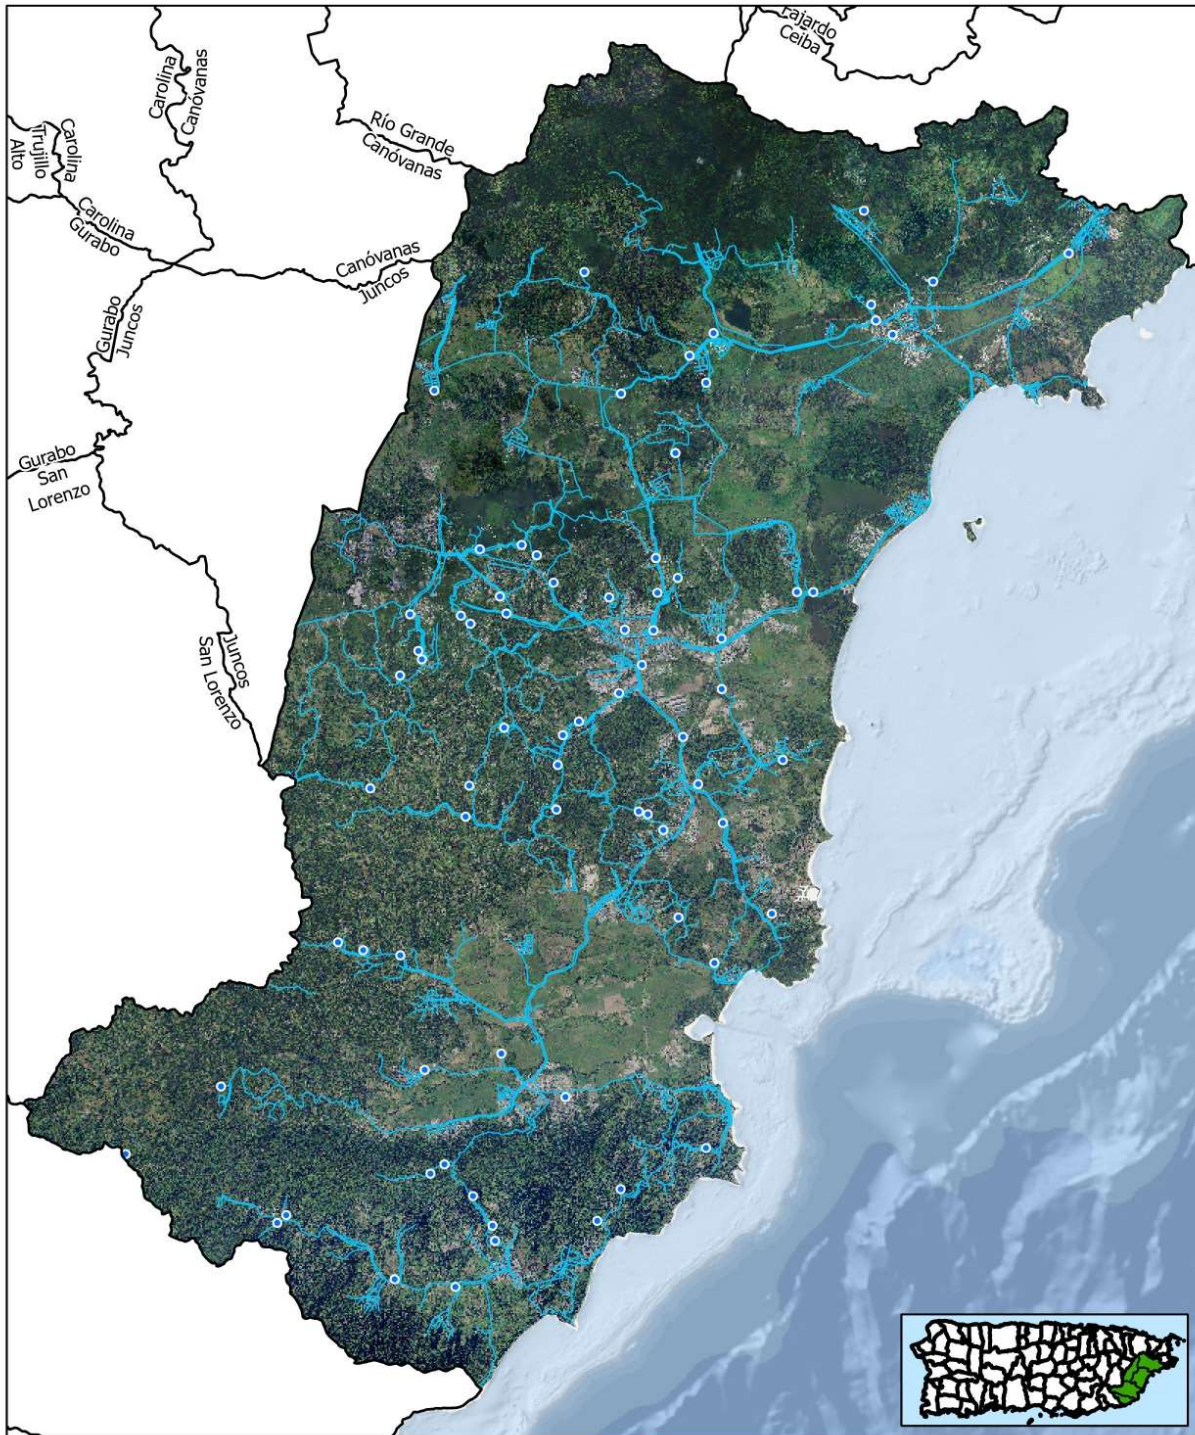 Fajardo
Ceiba
Carolina
Canóvanas
Río Grande
Canóvanas
Carolina
Trujillo
Alto
Carolina
Gurabo
Canóvanas
Juncos
Gurabo
Juncos
Gurabo
San
Lorenzo
Juncos
San Lorenzo